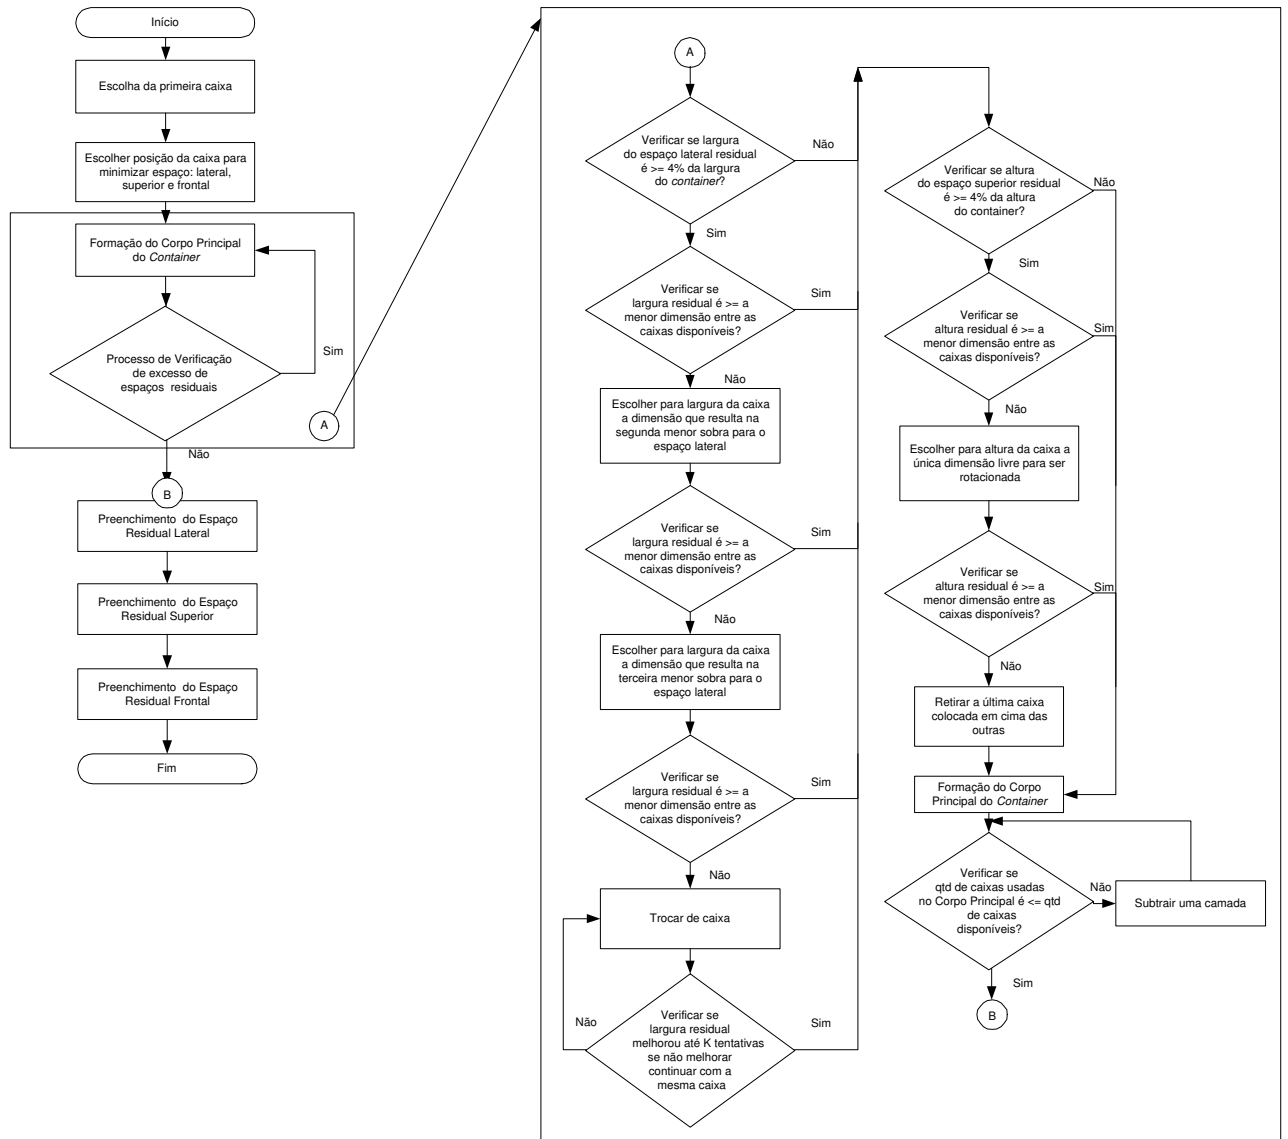 Início
Escolha da primeira caixa
Escolher posição da caixa para
minimizar espaço: lateral,
superior e frontal
Formação do Corpo Principal
do Container
Processo de Verificação
de excesso de
espaços residuais
Sim
A
Não
B
Preenchimento do Espaço
Residual Lateral
Preenchimento do Espaço
Residual Superior
Preenchimento do Espaço
Residual Frontal
Fim
A
Verificar se largura
do espaço lateral residual
é >= 4% da largura
do container?
Não
Sim
Verificar se
largura residual é >= a
menor dimensão entre as
caixas disponíveis?
Sim
Não
Escolher para largura da caixa
a dimensão que resulta na
segunda menor sobra para o
espaço lateral
Verificar se
largura residual é >= a
menor dimensão entre as
caixas disponíveis?
Sim
Não
Escolher para largura da caixa
a dimensão que resulta na
terceira menor sobra para o
espaço lateral
Verificar se
largura residual é >= a
menor dimensão entre as
caixas disponíveis?
Sim
Não
Trocar de caixa
Verificar se
largura residual
melhorou até K tentativas
se não melhorar
continuar com a
mesma caixa
Não
Sim
Verificar se altura
do espaço superior residual
é >= 4% da altura
do container?
Não
Sim
Verificar se
altura residual é >= a
menor dimensão entre as
caixas disponíveis?
Sim
Não
Escolher para altura da caixa a
única dimensão livre para ser
rotacionada
Verificar se
altura residual é >= a
menor dimensão entre as
caixas disponíveis?
Sim
Não
Retirar a última caixa
colocada em cima das
outras
Formação do Corpo
Principal do Container
Verificar se
qtd de caixas usadas
no Corpo Principal é <= qtd
de caixas
disponíveis?
Não
Subtrair uma camada
Sim
B